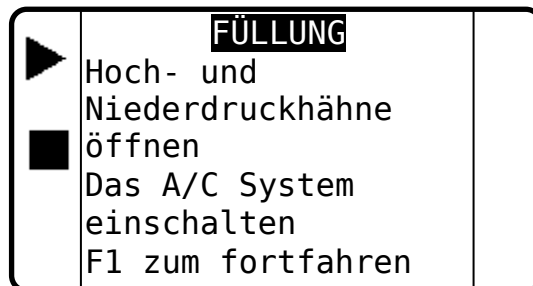 FÜLLUNG
Hoch- und
Niederdruckhähne
öffnen
Das A/C System
einschalten
F1 zum fortfahren